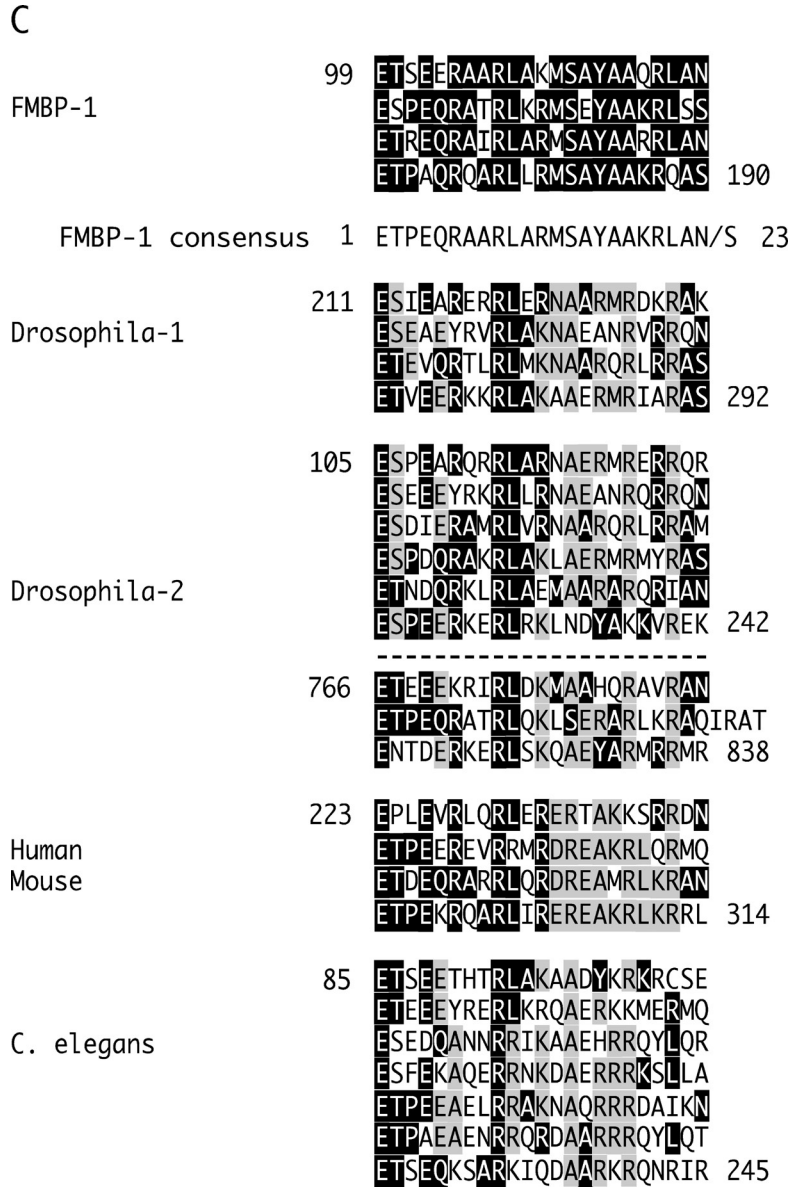 C
99 ETSEERAARLAKMSAYAAQRLAN
FMBP-1 ESPEQRATRLKRMSEYAAKRLSS
ETREQRAIRLARMSAYAARRLAN
ETPAQRQARLLRMSAYAAKRQAS 190
FMBP-1 consensus 1 ETPEQRAARLARMSAYAAKRLAN/S 23
211 ESIEARERRLERNAARMRDKRAK
Drosophila-1 ESEAEYRVRLAKNAEANRVRRQN
ETEVQRTLRLMKNAARQRLRRAS
ETVEERKKRLAKAAERMRIARAS 292
105 ESPEARQRRLARNAERMRERRQR
ESEEEYRKRLLRNAEANRQRRQN
ESDIERAMRLVRNAARQRLRRAM
ESPDQRAKRLAKLAERMRMYRAS
Drosophila-2 ETNDQRKLRLAEMAARARQRIAN
ESPEERKERLRKLNDYAKKVREK 242
-----------------------
766 ETEEEKRIRLDKMAAHQRAVRAN
ETPEQRATRLQKLSERARLKRAQIRAT
ENTDERKERLSKQAEYARMRRMR 838
223 EPLEVRLQRLERERTAKKSRRDN
Human ETPEEREVRRMRDREAKRLQRMQ
Mouse ETDEQRARRLQRDREAMRLKRAN
ETPEKRQARLIREREAKRLKRRL 314
85 ETSEETHTRLAKAADYKRKRCSE
ETEEEYRERLKRQAERKKMERMQ
C. elegans ESEDQANNRRIKAAEHRRQYLQR
ESFEKAQERRNKDAERRRKSLLA
ETPEEAELRRAKNAQRRRDAIKN
ETPAEAENRRQRDAARRRQYLQT
ETSEQKSARKIQDAARKRQNRIR 245